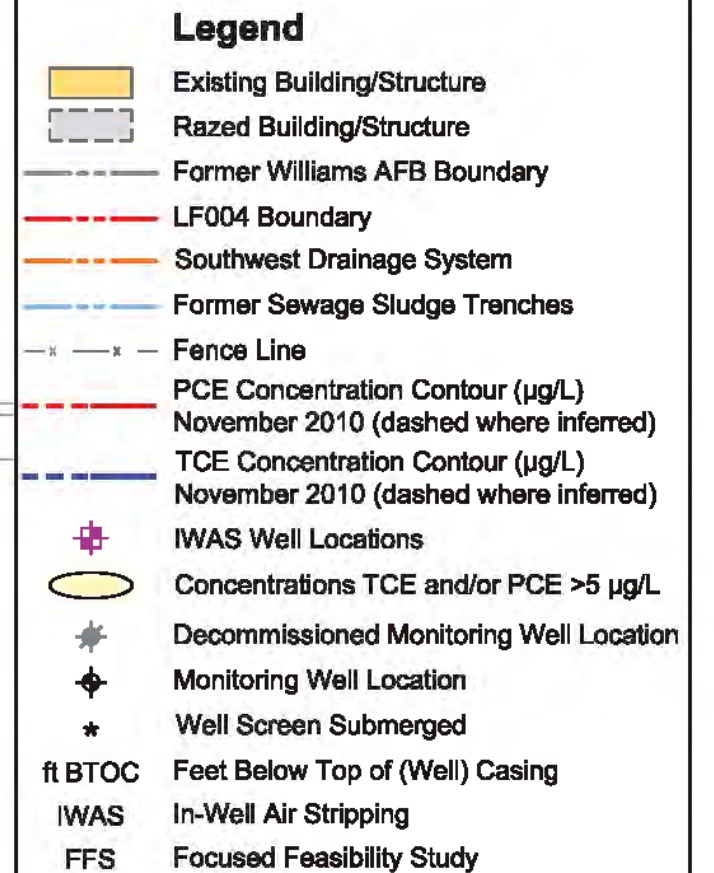 Legend
Existing Building/Structure
Razed Building/Structure
Former Williams AFB Boundary
LF004 Boundary
Southwest Drainage System
Former Sewage Sludge Trenches
Fence Line
PCE Concentration Contour (µg/L)
November 2010 (dashed where inferred)
TCE Concentration Contour (µg/L)
November 2010 (dashed where inferred)
IWAS Well Locations
Concentrations TCE and/or PCE >5 µg/L
Decommissioned Monitoring Well Location
Monitoring Well Location
* Well Screen Submerged
ft BTOC Feet Below Top of (Well) Casing
IWAS In-Well Air Stripping
FFS Focused Feasibility Study